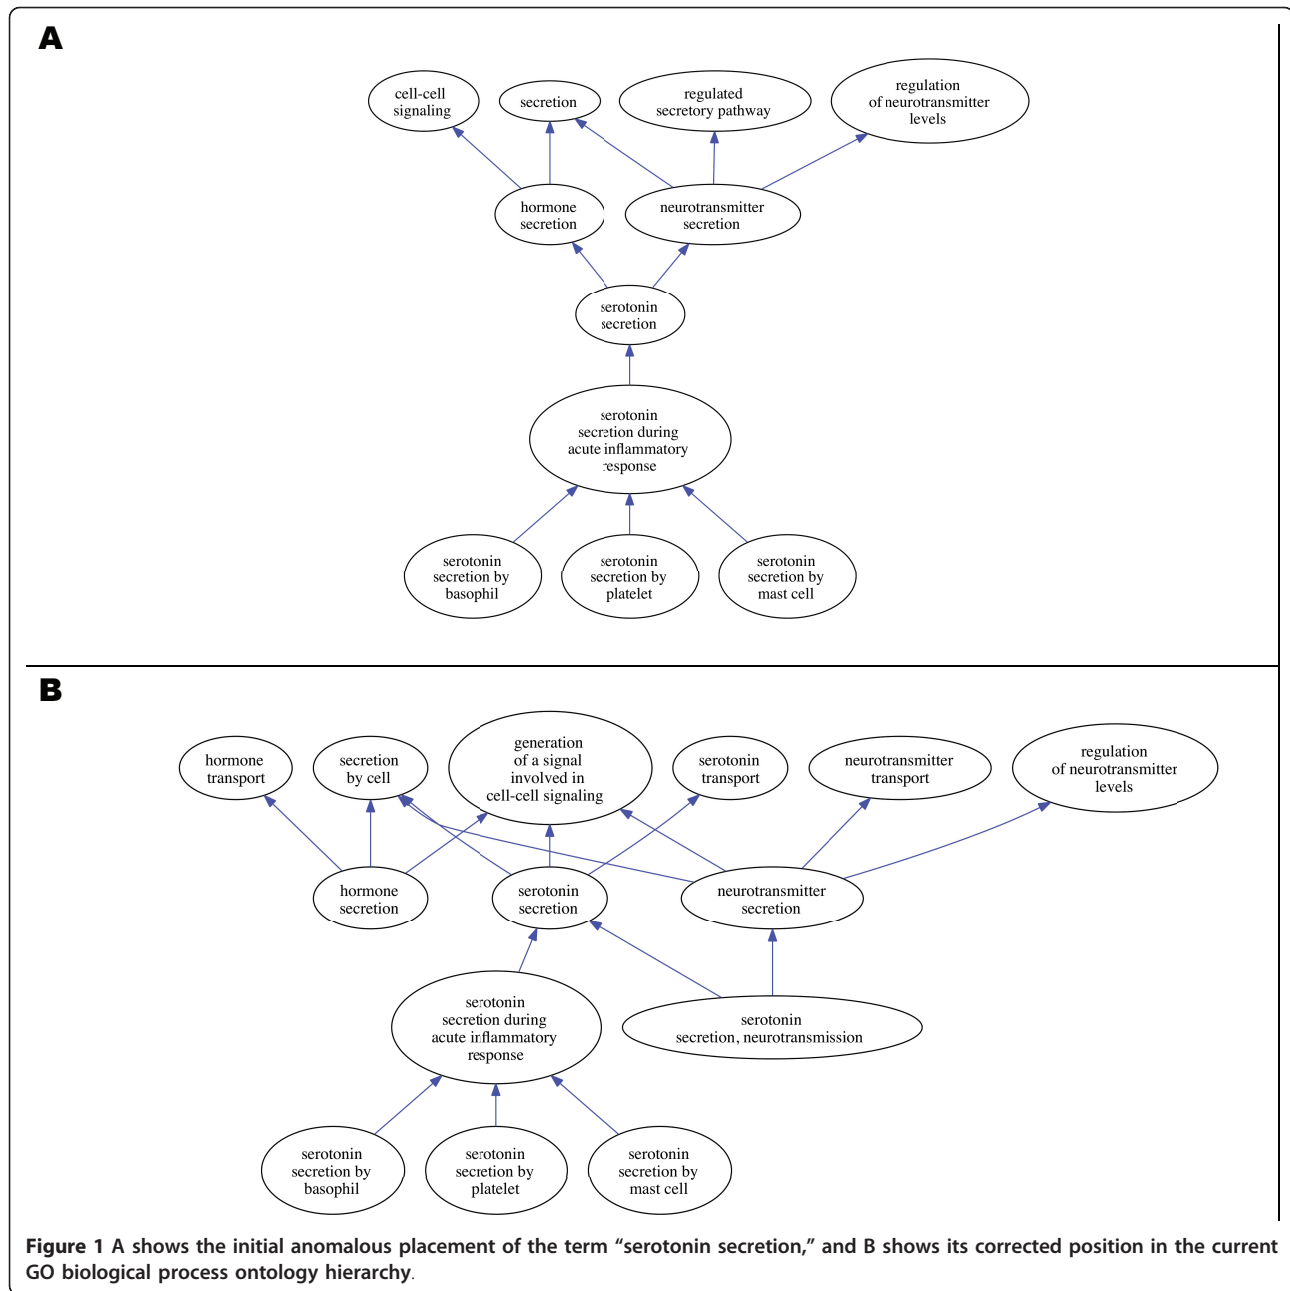 A
cell-cell
signaling
secretion
regulated
secretory pathway
regulation
of neurotransmitter
levels
hormone
secretion
neurotransmitter
secretion
serotonin
secretion
serotonin
secretion during
acute inflammatory
response
serotonin
secretion by
basophil
serotonin
secretion by
platelet
serotonin
secretion by
mast cell
B
hormone
transport
secretion
by cell
generation
of a signal
involved in
cell-cell signaling
serotonin
transport
neurotransmitter
transport
regulation
of neurotransmitter
levels
hormone
secretion
serotonin
secretion
neurotransmitter
secretion
serotonin
secretion during
acute inflammatory
response
serotonin
secretion, neurotransmission
serotonin
secretion by
basophil
serotonin
secretion by
platelet
serotonin
secretion by
mast cell
Figure 1 A shows the initial anomalous placement of the term “serotonin secretion,” and B shows its corrected position in the current
GO biological process ontology hierarchy.